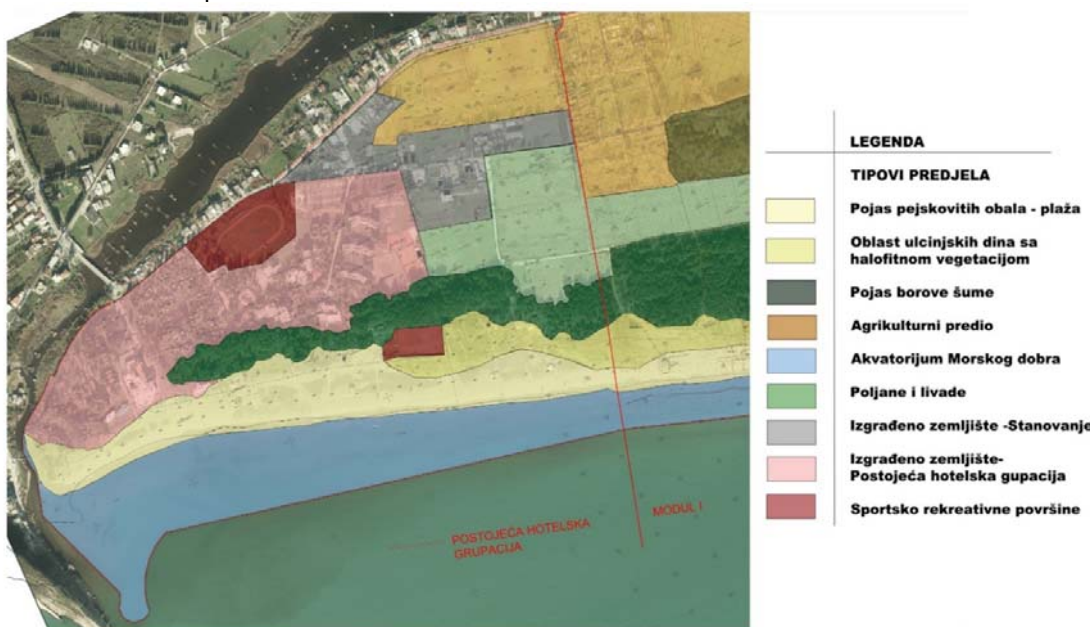 LEGENDA
TIPOVI PREDJELA
Pojas pejskovitih obala - plaža
Oblast ulcinjskih dina sa
halofitnom vegetacijom
Pojas borove šume
Agrikulturni predio
Akvatorijum Morskog dobra
Poljane i livade
Izgrađeno zemljište -Stanovanje
Izgrađeno zemljište-
Postojeća hotelska gupacija
Sportsko rekreativne površine
POSTOJEĆA HOTELSKA
GRUPACIJA
MODUL I